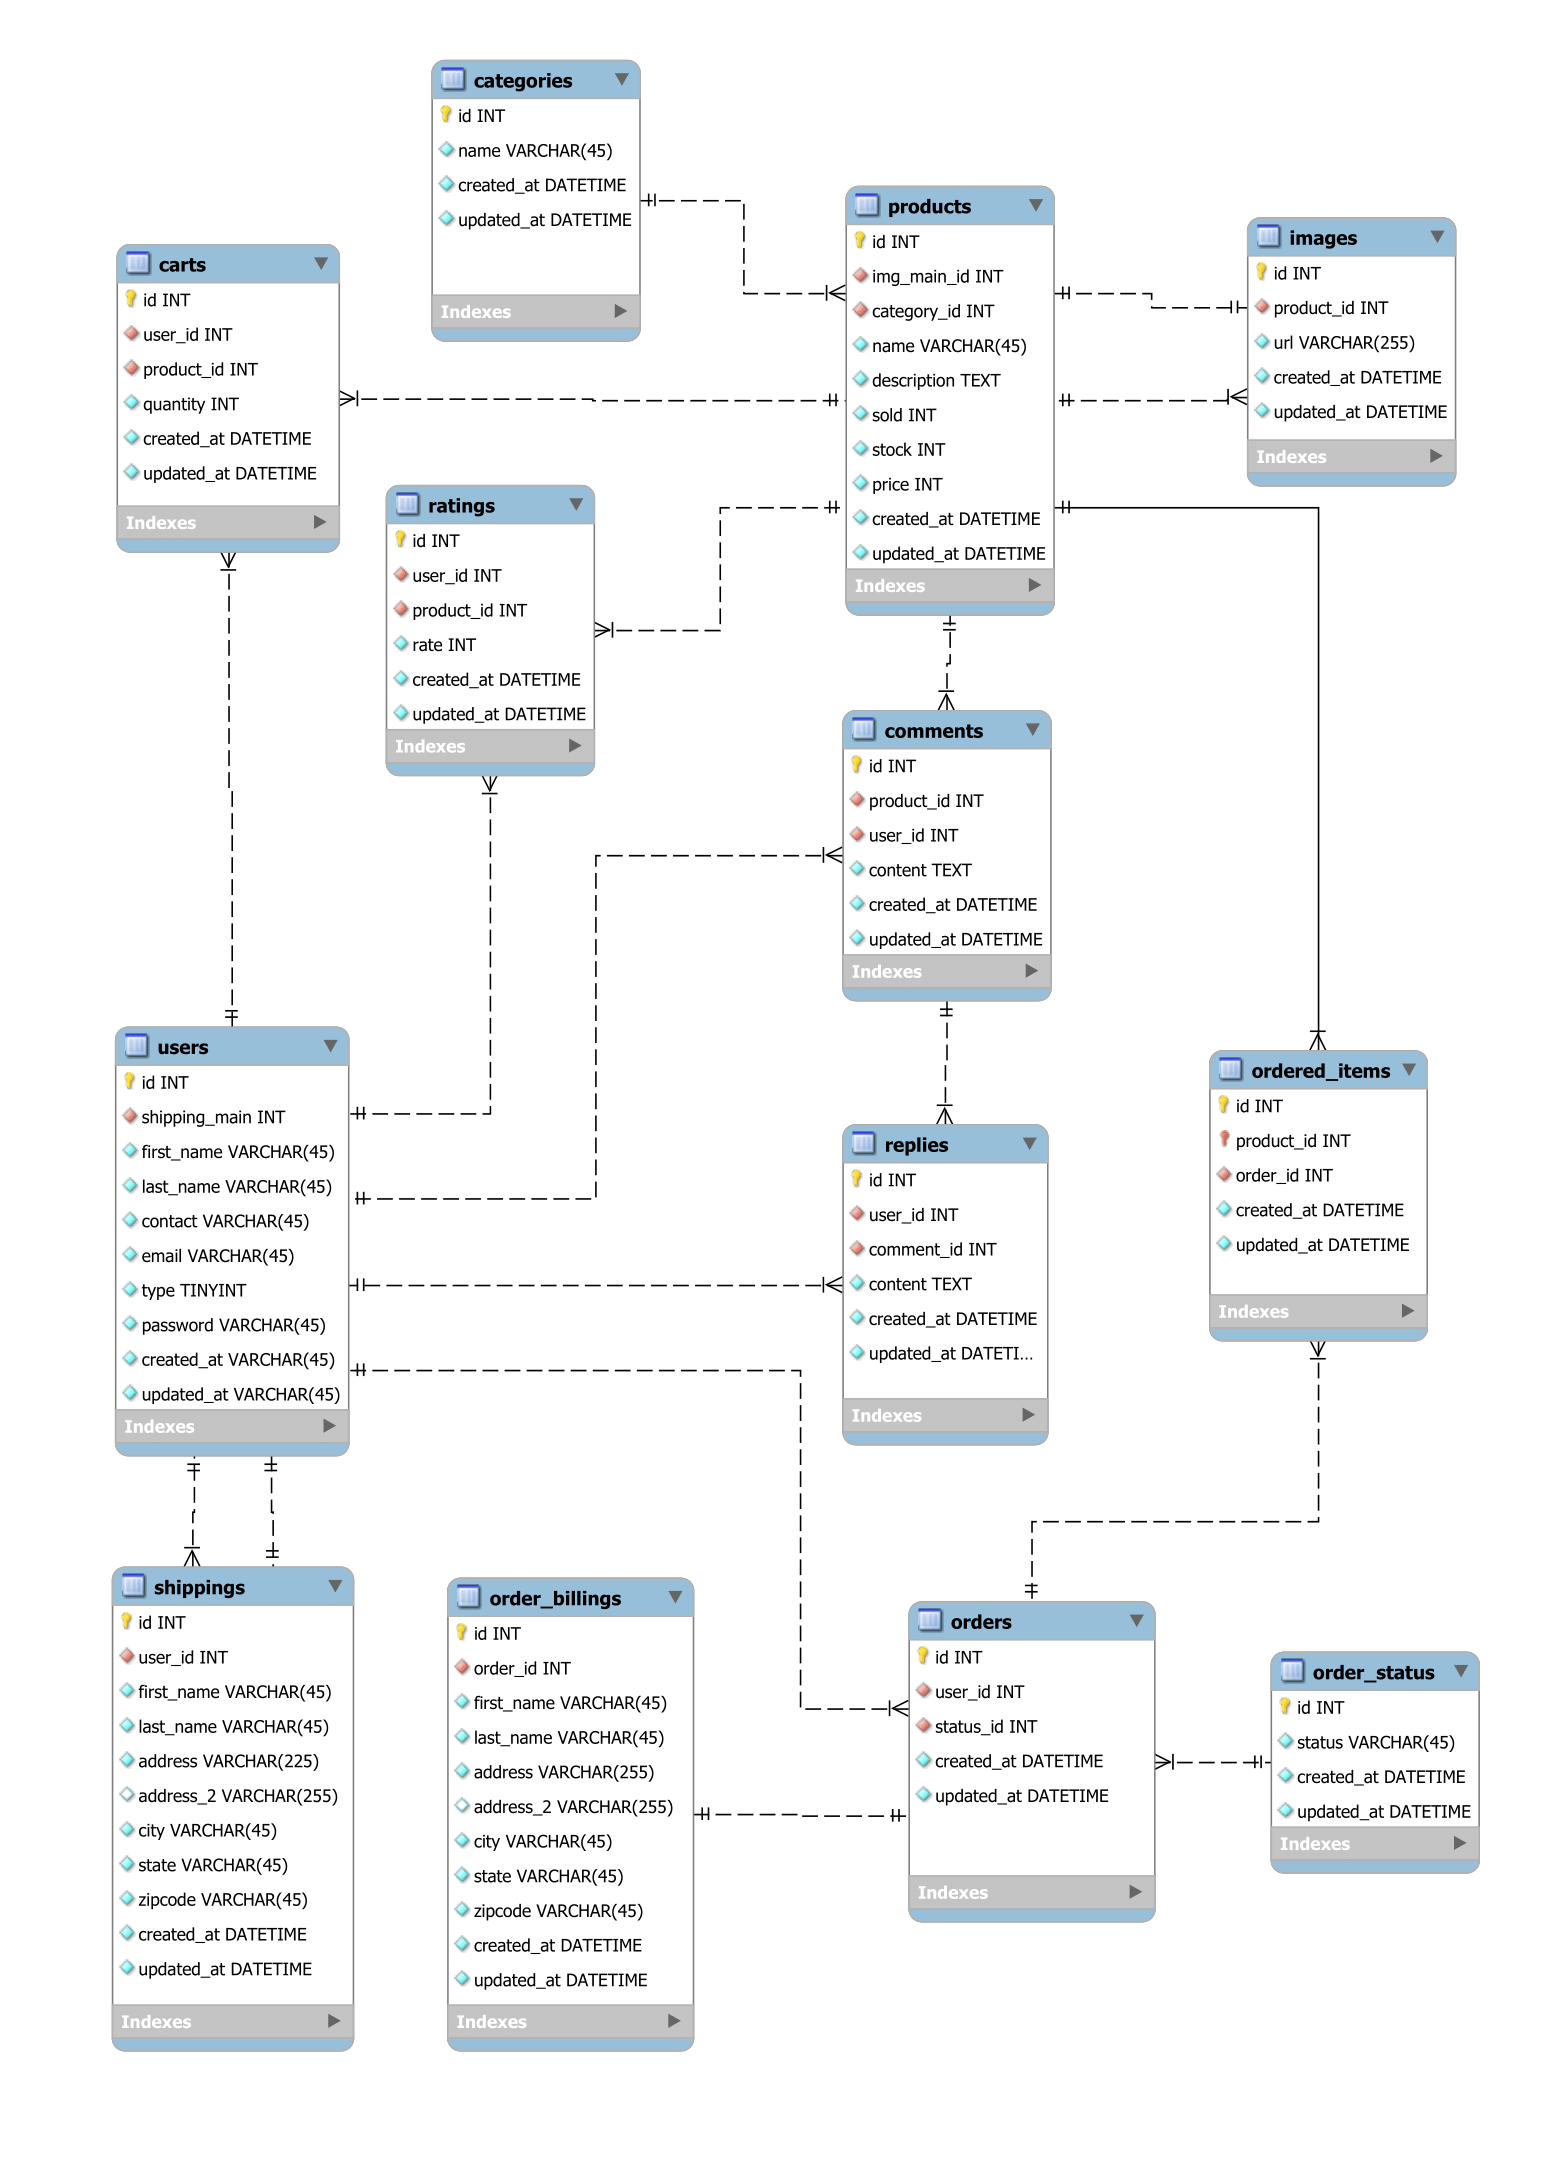 categories
id INT
name VARCHAR(45)
created_at DATETIME
updated_at DATETIME
Indexes
products
id INT
img_main_id INT
category_id INT
name VARCHAR(45)
description TEXT
sold INT
stock INT
price INT
created_at DATETIME
updated_at DATETIME
Indexes
images
id INT
product_id INT
url VARCHAR(255)
created_at DATETIME
updated_at DATETIME
Indexes
carts
id INT
user_id INT
product_id INT
quantity INT
created_at DATETIME
updated_at DATETIME
Indexes
ratings
id INT
user_id INT
product_id INT
rate INT
created_at DATETIME
updated_at DATETIME
Indexes
comments
id INT
product_id INT
user_id INT
content TEXT
created_at DATETIME
updated_at DATETIME
Indexes
users
id INT
shipping_main INT
first_name VARCHAR(45)
last_name VARCHAR(45)
contact VARCHAR(45)
email VARCHAR(45)
type TINYINT
password VARCHAR(45)
created_at VARCHAR(45)
updated_at VARCHAR(45)
Indexes
replies
id INT
user_id INT
comment_id INT
content TEXT
created_at DATETIME
updated_at DATETI...
Indexes
ordered_items
id INT
product_id INT
order_id INT
created_at DATETIME
updated_at DATETIME
Indexes
shippings
id INT
user_id INT
first_name VARCHAR(45)
last_name VARCHAR(45)
address VARCHAR(225)
address_2 VARCHAR(255)
city VARCHAR(45)
state VARCHAR(45)
zipcode VARCHAR(45)
created_at DATETIME
updated_at DATETIME
Indexes
order_billings
id INT
order_id INT
first_name VARCHAR(45)
last_name VARCHAR(45)
address VARCHAR(255)
address_2 VARCHAR(255)
city VARCHAR(45)
state VARCHAR(45)
zipcode VARCHAR(45)
created_at DATETIME
updated_at DATETIME
Indexes
orders
id INT
user_id INT
status_id INT
created_at DATETIME
updated_at DATETIME
Indexes
order_status
id INT
status VARCHAR(45)
created_at DATETIME
updated_at DATETIME
Indexes